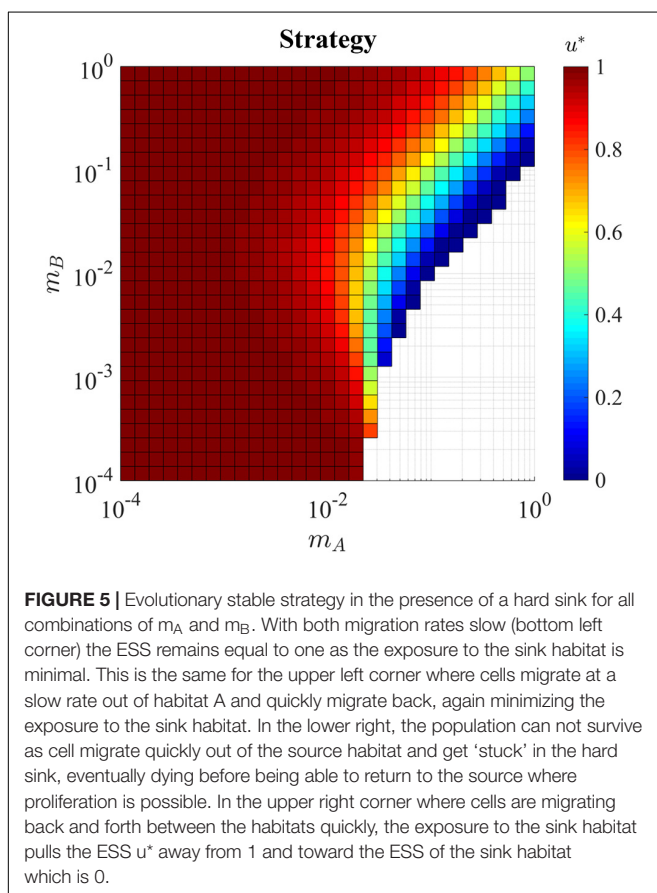 Strategy
u*
10^0
10^-1
10^-2
10^-3
10^-4
m_B
10^-4
10^-2
10^0
m_A
1
0.8
0.6
0.4
0.2
0
FIGURE 5 | Evolutionary stable strategy in the presence of a hard sink for all
combinations of m_A and m_B. With both migration rates slow (bottom left
corner) the ESS remains equal to one as the exposure to the sink habitat is
minimal. This is the same for the upper left corner where cells migrate at a
slow rate out of habitat A and quickly migrate back, again minimizing the
exposure to the sink habitat. In the lower right, the population can not survive
as cell migrate quickly out of the source habitat and get ‘stuck’ in the hard
sink, eventually dying before being able to return to the source where
proliferation is possible. In the upper right corner where cells are migrating
back and forth between the habitats quickly, the exposure to the sink habitat
pulls the ESS u* away from 1 and toward the ESS of the sink habitat
which is 0.